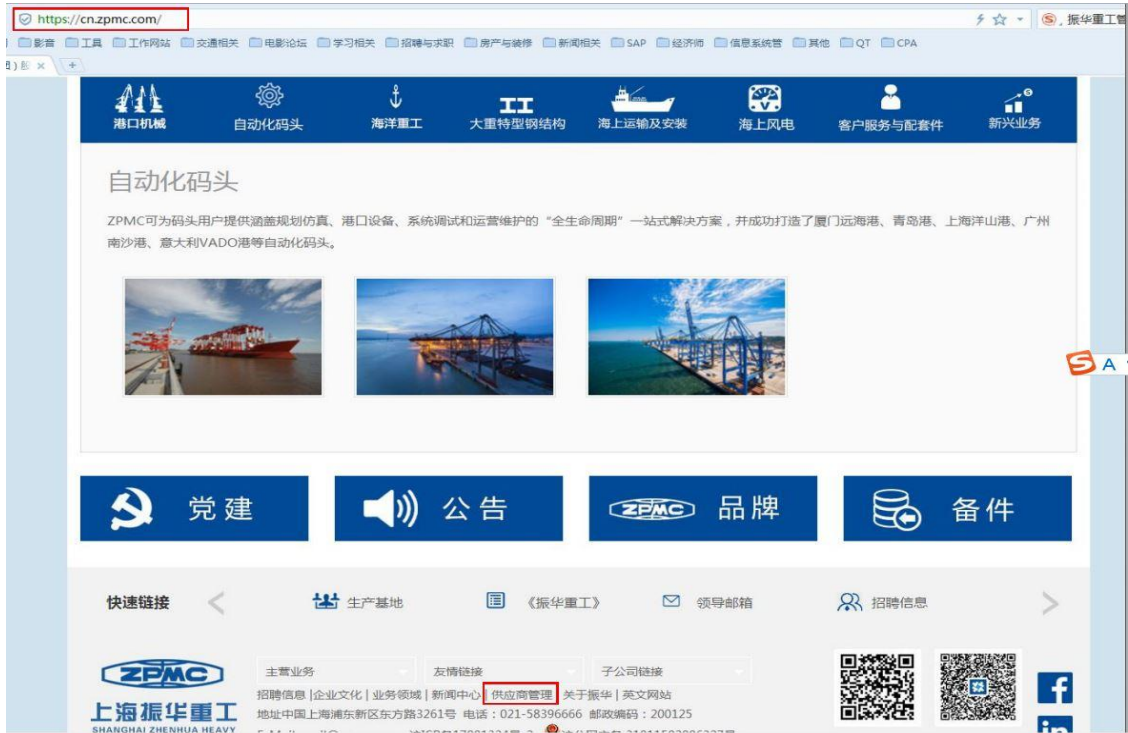 https://cn.zpmc.com/
振华重工管
影音 工具 工作网站 交通相关 电影论坛 学习相关 招聘与求职 房产与装修 新闻相关 SAP 经济师 信息系统管 其他 QT CPA
港口机械 自动化码头 海洋重工 大重特型钢结构 海上运输及安装 海上风电 客户服务与配套件 新兴业务
自动化码头
ZPMC可为码头用户提供涵盖规划仿真、港口设备、系统调试和运营维护的“全生命周期”一站式解决方案，并成功打造了厦门远海港、青岛港、上海洋山港、广州
南沙港、意大利VADO港等自动化码头。
S A
党建 公告 ZPMC 品牌 备件
快速链接 生产基地 《振华重工》 领导邮箱 招聘信息
ZPMC
主营业务 友情链接 子公司链接
招聘信息 |企业文化 | 业务领域 | 新闻中心 | 供应商管理 | 关于振华 | 英文网站
上海振华重工
地址中国上海浦东新区东方路3261号 电话：021-58396666 邮政编码：200125
SHANGHAI ZHENHUA HEAVY
f
in